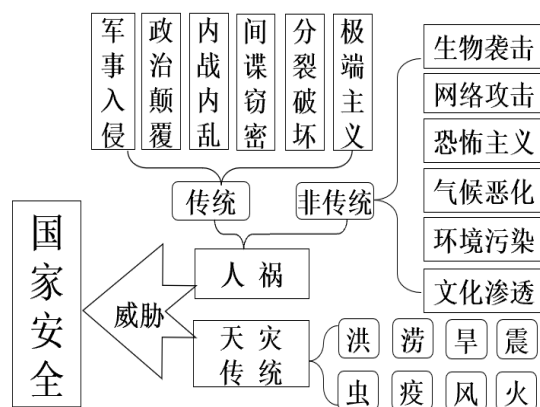 军事入侵
政治颠覆
内战内乱
间谍窃密
分裂破坏
极端主义
生物袭击
网络攻击
恐怖主义
气候恶化
环境污染
文化渗透
传统
非传统
人祸
国家安全
威胁
天灾
传统
洪 涝 旱 震
虫 疫 风 火